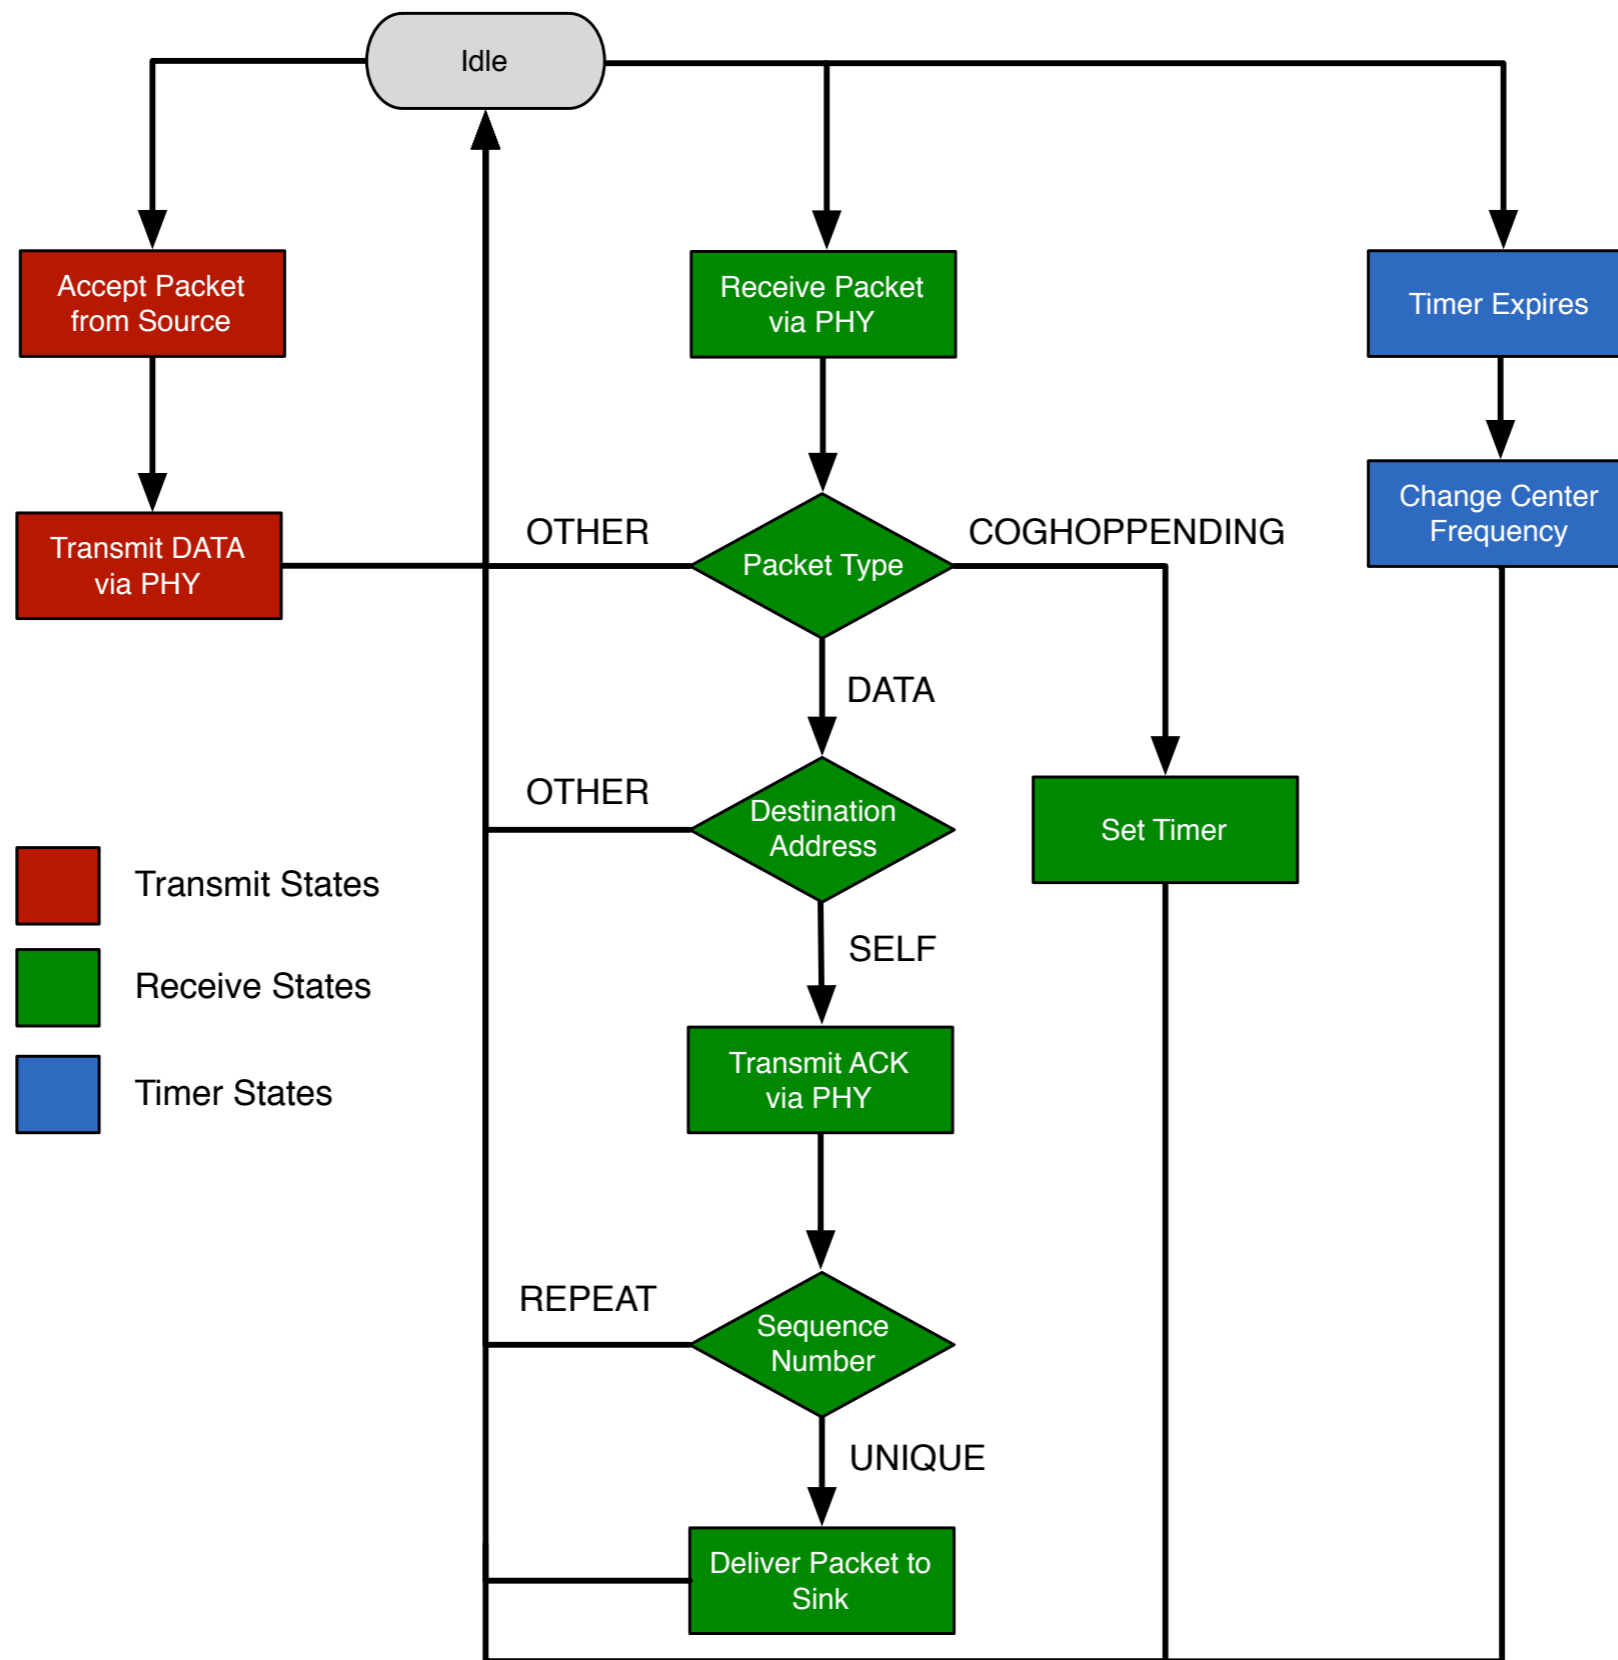 Idle
Accept Packet
from Source
Receive Packet
via PHY
Timer Expires
Change Center
Frequency
Transmit DATA
via PHY
OTHER
Packet Type
COGHOPPENDING
DATA
OTHER
Destination
Address
Set Timer
Transmit States
SELF
Receive States
Transmit ACK
via PHY
Timer States
REPEAT
Sequence
Number
UNIQUE
Deliver Packet to
Sink